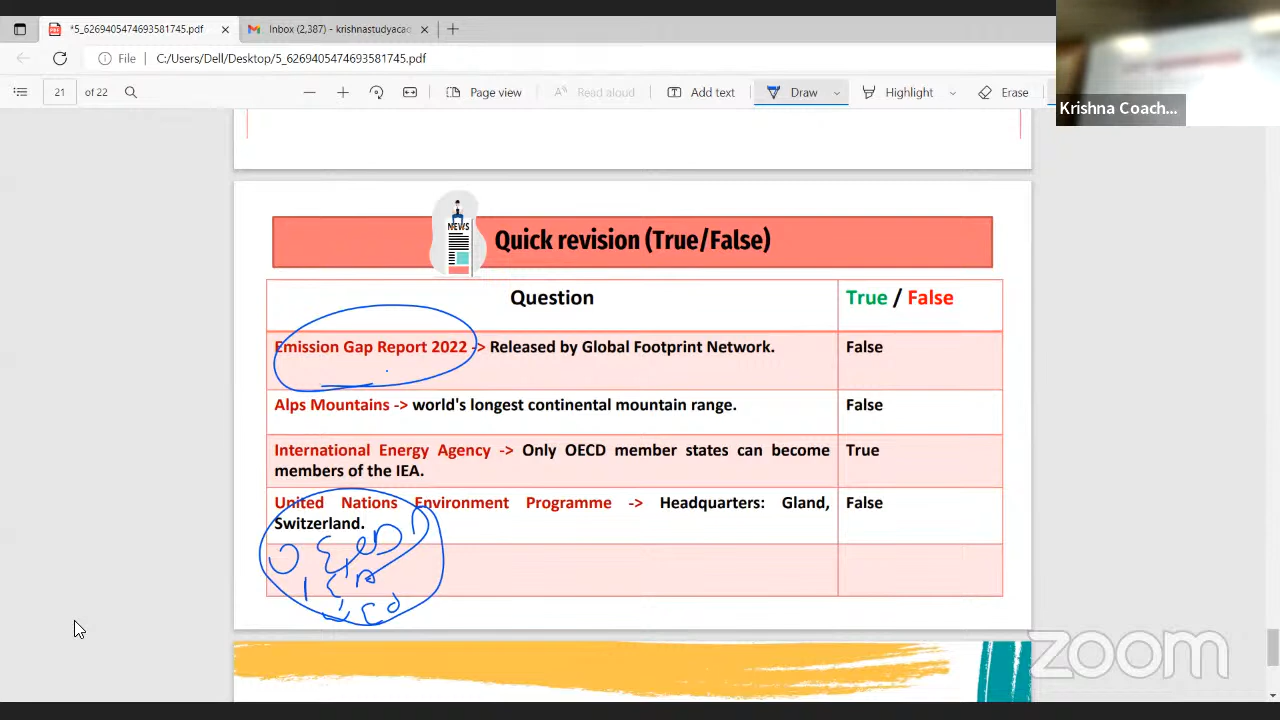 *5_6269405474693581745.pdf
Inbox (2,387) - krishnastudyacac
File C:/Users/Dell/Desktop/5_6269405474693581745.pdf
21 of 22 Page view Read aloud Add text Draw Highlight Erase
Krishna Coach...
NEWS
Quick revision (True/False)
Question True / False
Emission Gap Report 2022 -> Released by Global Footprint Network. False
Alps Mountains -> world's longest continental mountain range. False
International Energy Agency -> Only OECD member states can become True
members of the IEA.
United Nations Environment Programme -> Headquarters: Gland, False
Switzerland.
zoom